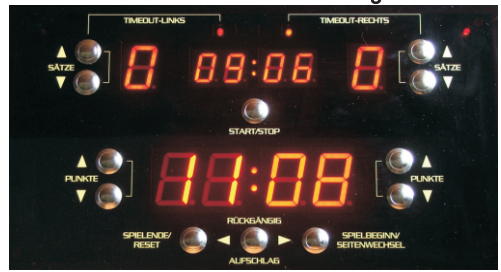 TIMEOUT-LINKS TIMEOUT-RECHTS
SÄTZE 0 09:06 0 SÄTZE
START/STOP
PUNKTE 11:08 PUNKTE
RÜCKGÄNGIG
SPIELENDE/ SPIELBEGINN/
RESET SEITENWECHSEL
AUFSCHLAG